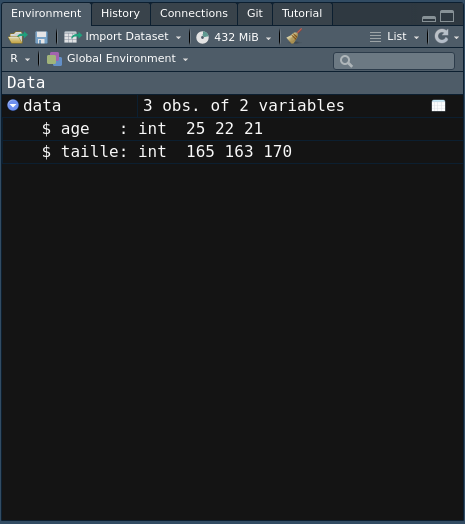 Environment History Connections Git Tutorial
Import Dataset 432 MiB List
R Global Environment
Data
data 3 obs. of 2 variables
$ age   : int  25 22 21
$ taille: int  165 163 170